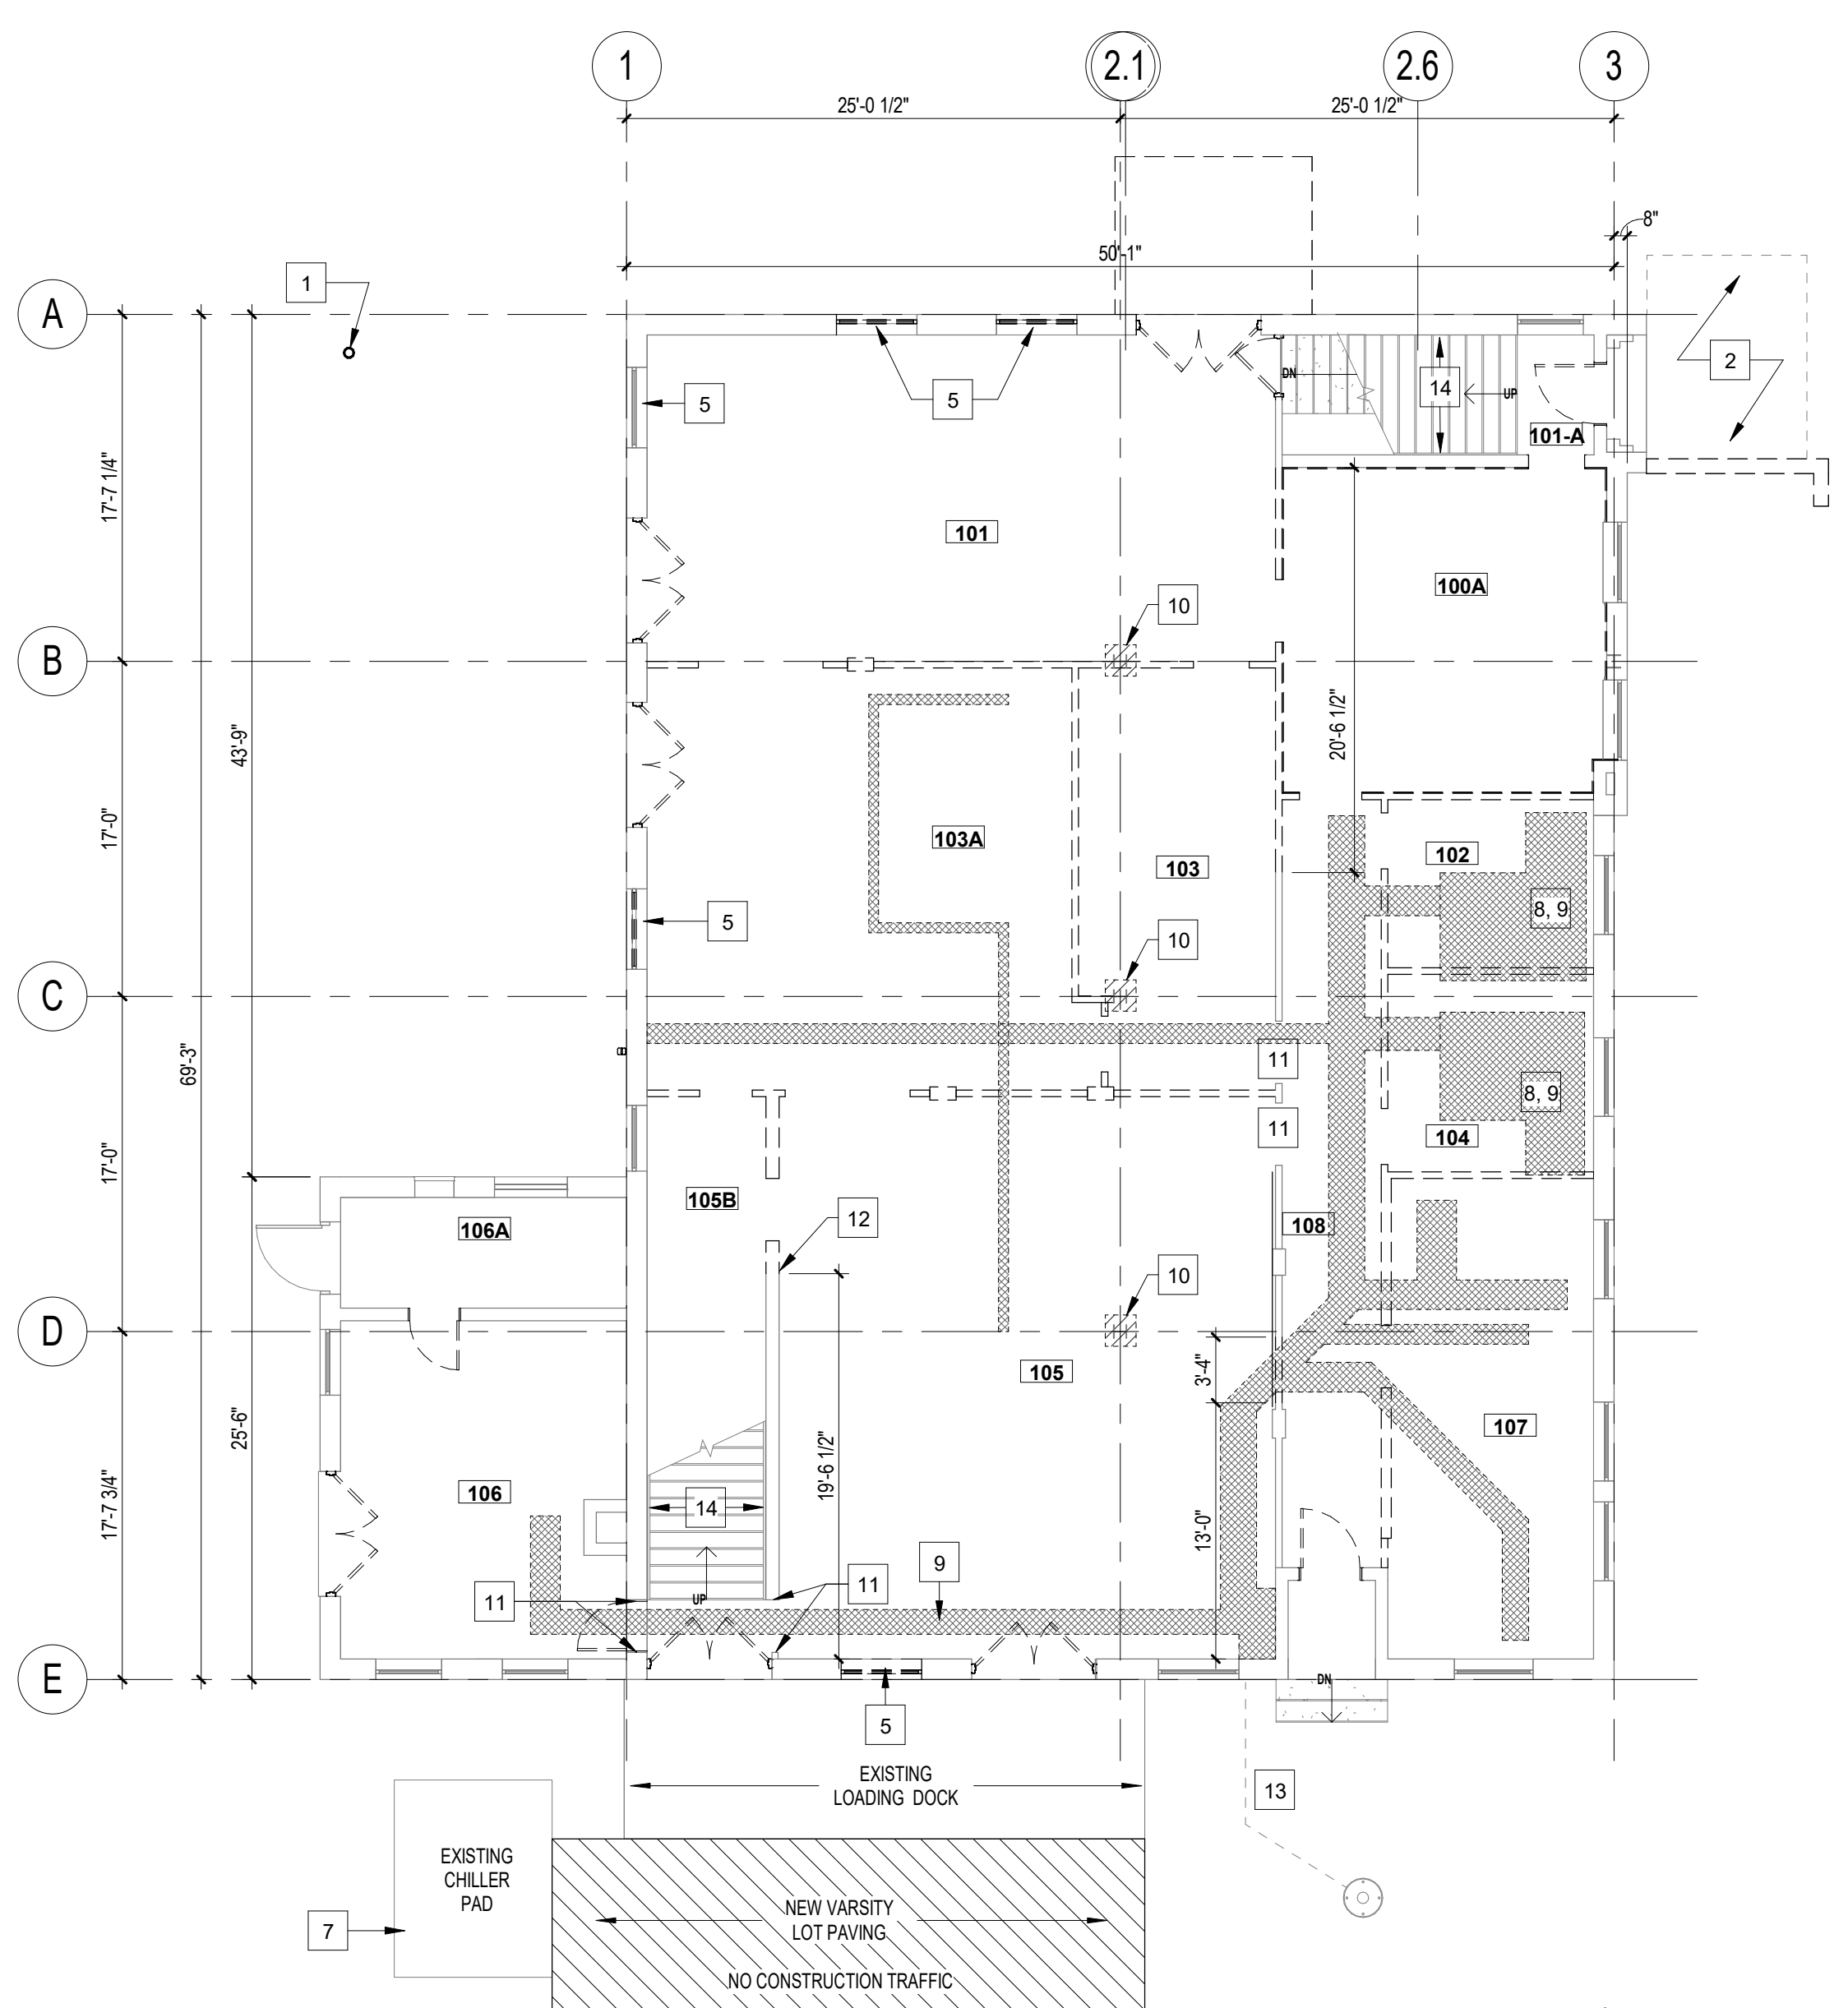 1
2.1
2.6
3
25'-0 1/2"
25'-0 1/2"
8"
50'-1"
1
A
2
DN
14
UP
5
5
101-A
17'-7 1/4"
101
100A
10
B
20'-6 1/2"
43'-9"
17'-0"
103A
103
102
8, 9
5
10
C
69'-3"
11
8, 9
11
104
17'-0"
105B
106A
12
108
10
D
105
3'-4"
25'-6"
107
19'-6 1/2"
17'-7 3/4"
106
14
13'-0"
9
11
UP
11
E
DN
5
EXISTING
LOADING DOCK
13
EXISTING
CHILLER
PAD
NEW VARSITY
LOT PAVING
7
NO CONSTRUCTION TRAFFIC